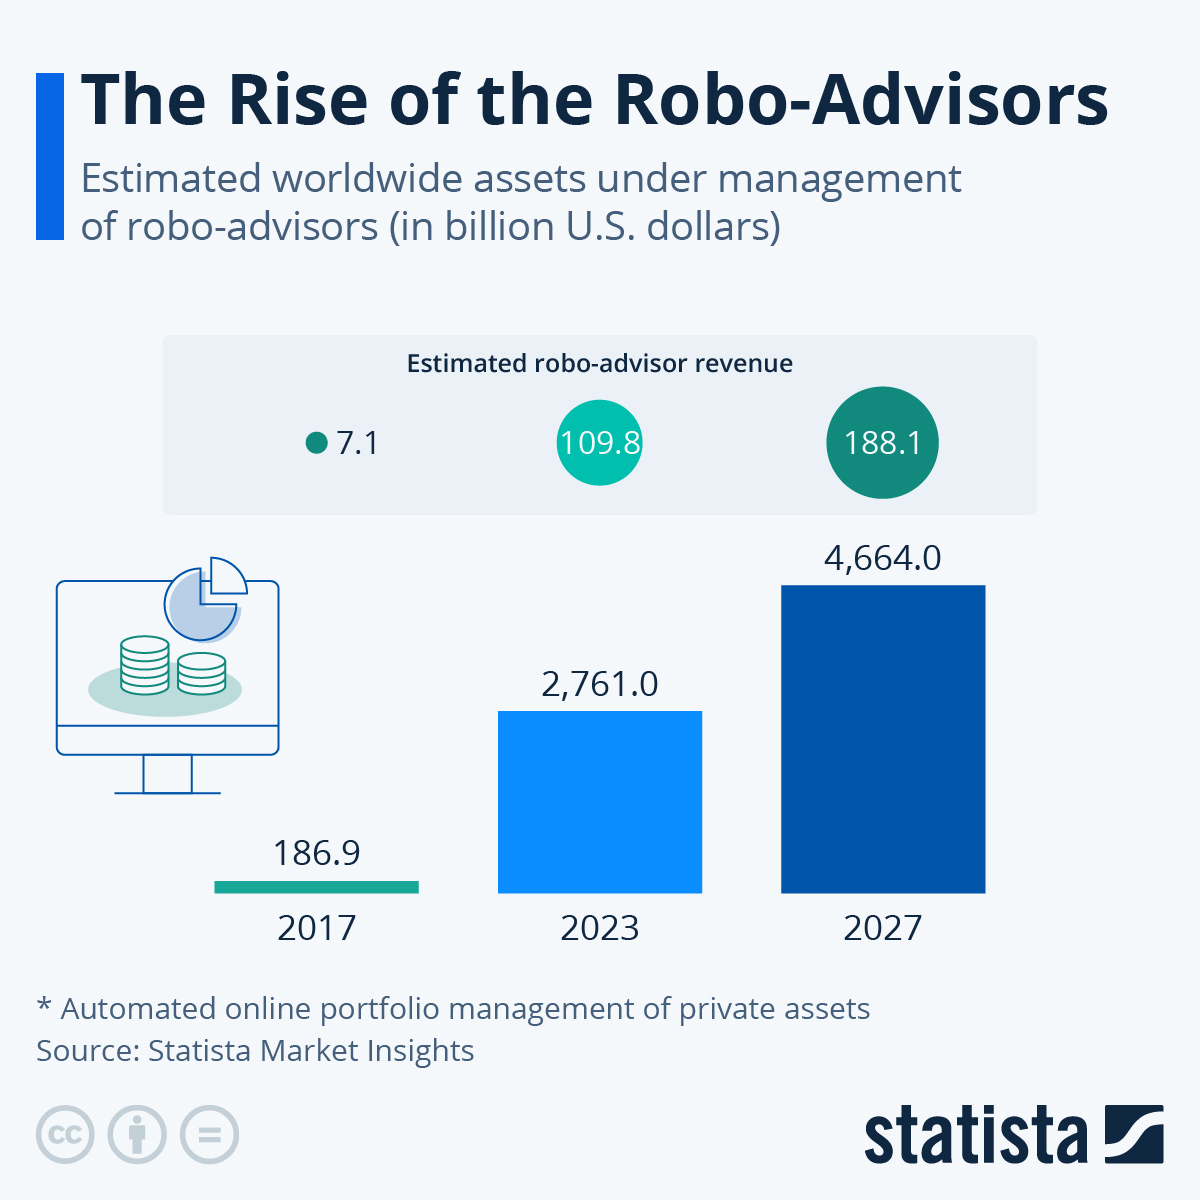 The Rise of the Robo-Advisors
Estimated worldwide assets under management
of robo-advisors (in billion U.S. dollars)
Estimated robo-advisor revenue
7.1
109.8
188.1
186.9
2,761.0
4,664.0
2017
2023
2027
* Automated online portfolio management of private assets
Source: Statista Market Insights
cc
statista